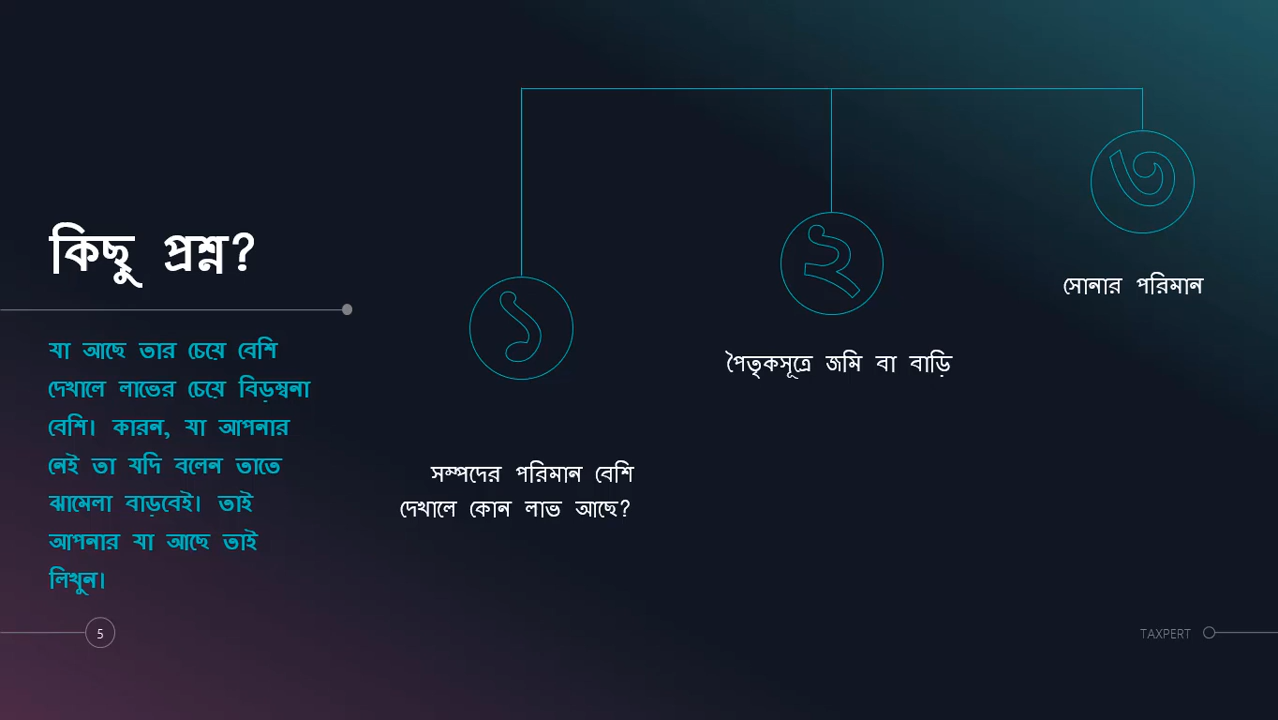 কিছু প্রশ্ন?
যা আছে তার চেয়ে বেশি
দেখালে লাভের চেয়ে বিড়ম্বনা
বেশি। কারন, যা আপনার
নেই তা যদি বলেন তাতে
ঝামেলা বাড়বেই। তাই
আপনার যা আছে তাই
লিখুন।
১
সম্পদের পরিমান বেশি
দেখালে কোন লাভ আছে?
২
পৈতৃকসূত্রে জমি বা বাড়ি
৩
সোনার পরিমান
5
TAXPERT